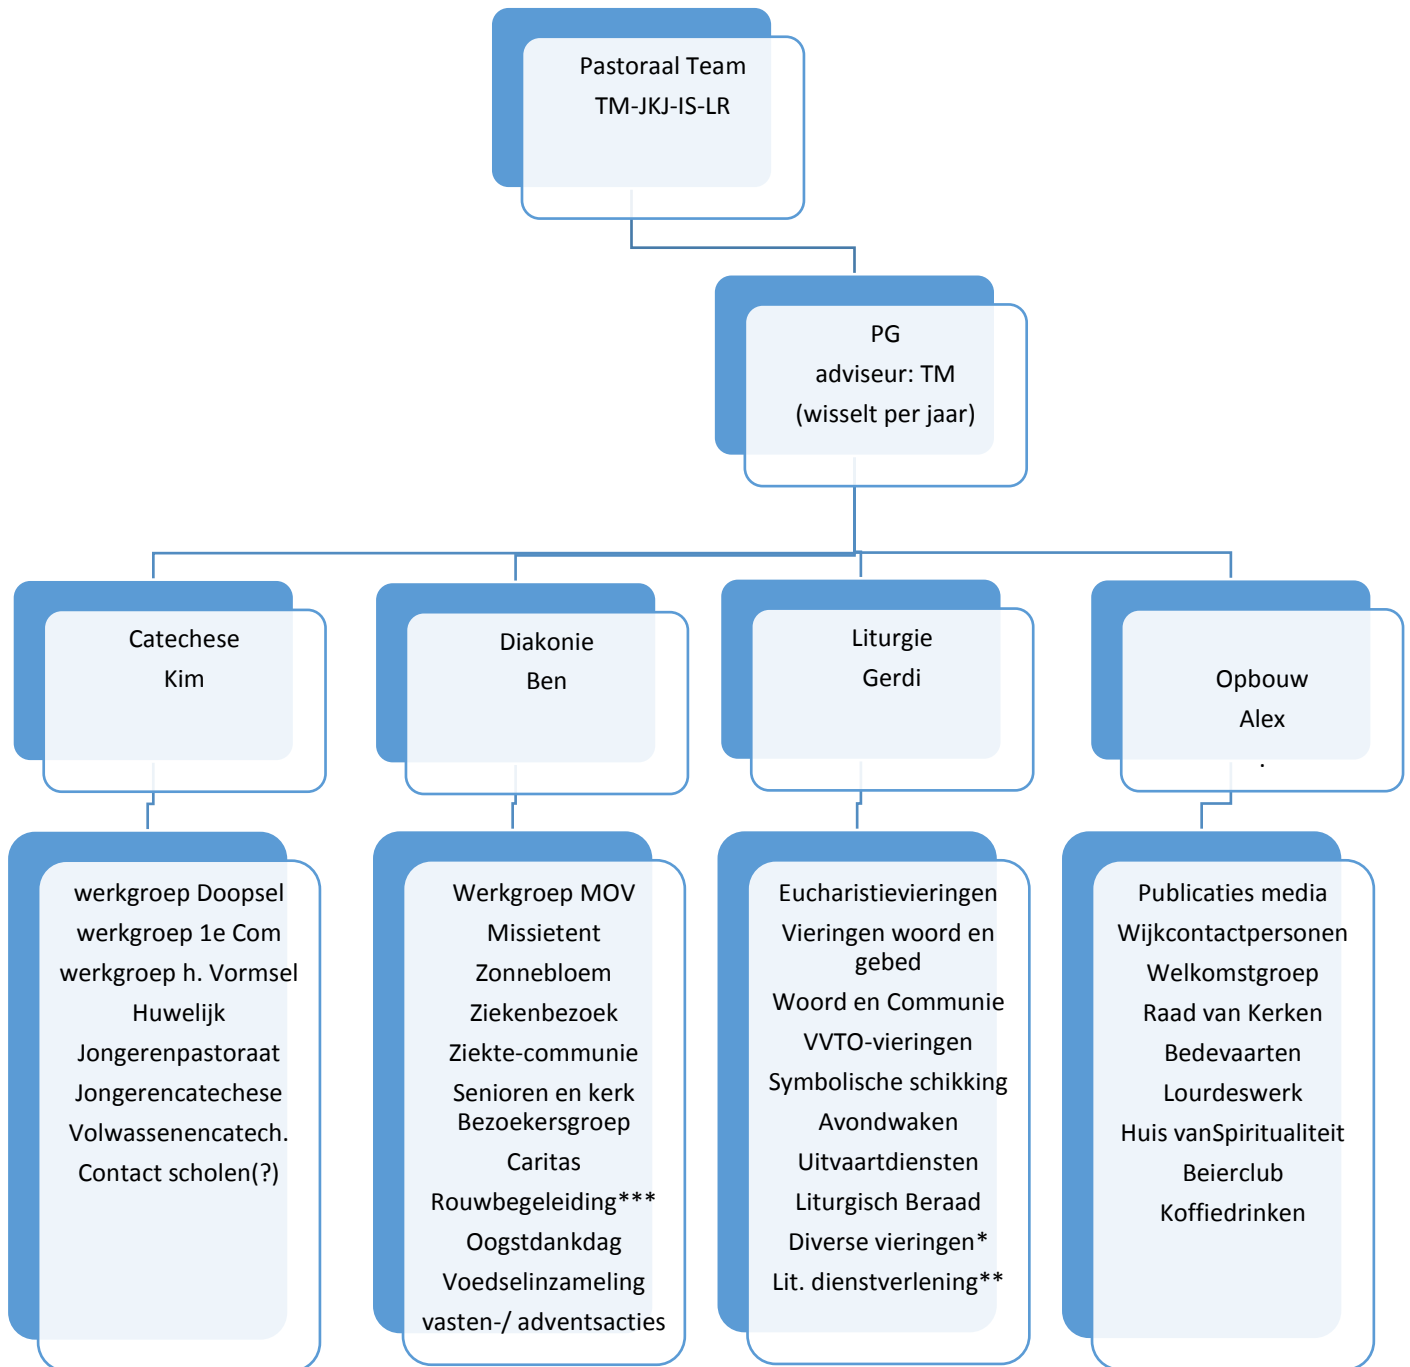 Pastoraal Team
TM-JKJ-IS-LR
PG
adviseur: TM
(wisselt per jaar)
Catechese
Kim
Diakonie
Ben
Liturgie
Gerdi
Opbouw
Alex
.
werkgroep Doopsel
werkgroep 1e Com
werkgroep h. Vormsel
Huwelijk
Jongerenpastoraat
Jongerencatechese
Volwassenencatech.
Contact scholen(?)
Werkgroep MOV
Missietent
Zonnebloem
Ziekenbezoek
Ziekte-communie
Senioren en kerk
Bezoekersgroep
Caritas
Rouwbegeleiding***
Oogstdankdag
Voedselinzameling
vasten-/ adventsacties
Eucharistievieringen
Vieringen woord en
gebed
Woord en Communie
VVTO-vieringen
Symbolische schikking
Avondwaken
Uitvaartdiensten
Liturgisch Beraad
Diverse vieringen*
Lit. dienstverlening**
Publicaties media
Wijkcontactpersonen
Welkomstgroep
Raad van Kerken
Bedevaarten
Lourdeswerk
Huis vanSpiritualiteit
Beierclub
Koffiedrinken